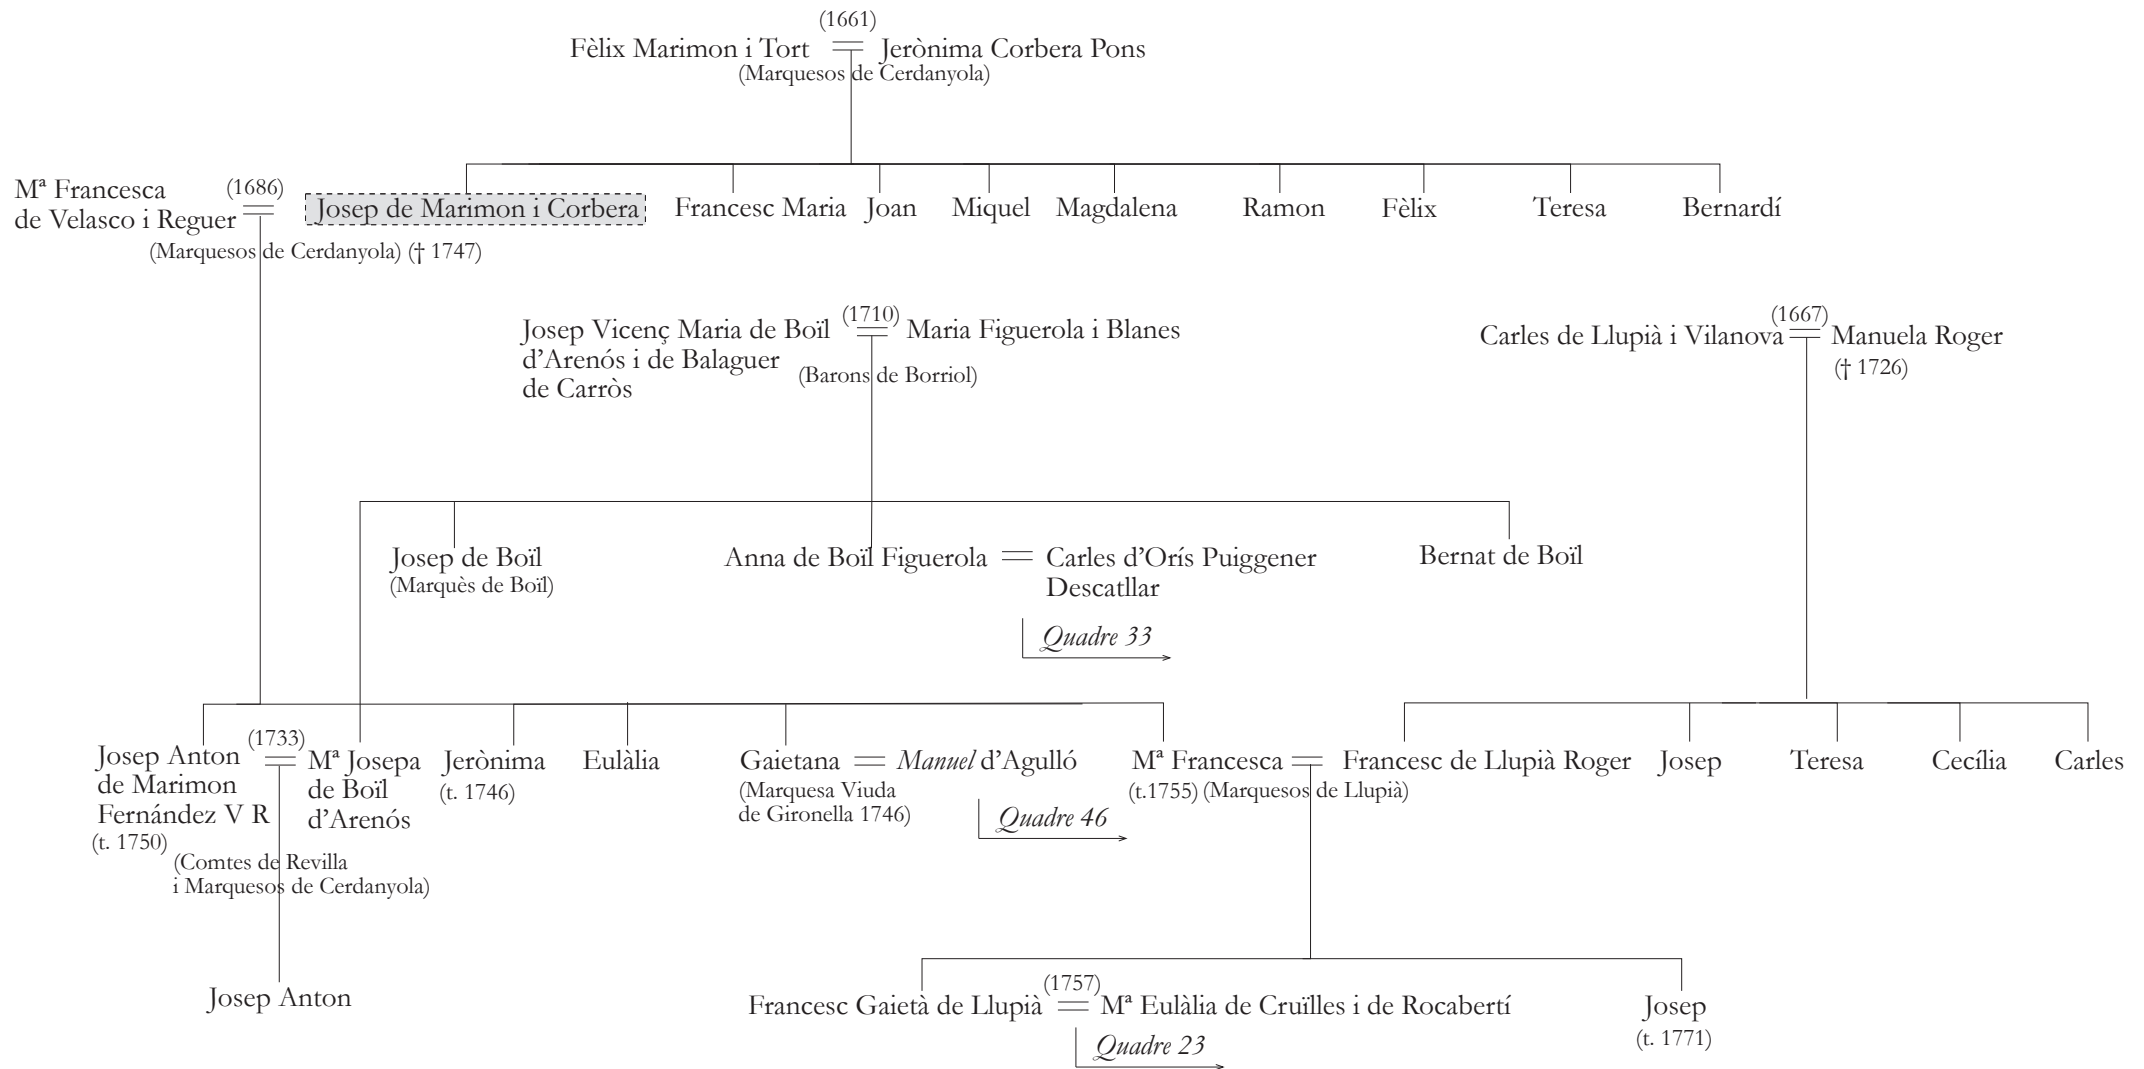 (1661)
Fèlix Marimon i Tort Jerònima Corbera Pons
(Marquesos de Cerdanyola)
Mª Francesca
de Velasco i Reguer
(1686)
Josep de Marimon i Corbera
Francesc Maria
Joan
Miquel
Magdalena
Ramon
Fèlix
Teresa
Bernardí
(Marquesos de Cerdanyola) († 1747)
Josep Vicenç Maria de Boïl
d’Arenós i de Balaguer
de Carròs
(1710)
Maria Figuerola i Blanes
(Barons de Borriol)
Carles de Llupià i Vilanova
(1667)
Manuela Roger
(† 1726)
Josep de Boïl
(Marquès de Boïl)
Anna de Boïl Figuerola
Carles d’Orís Puiggener
Descatllar
Quadre 33
Bernat de Boïl
Josep Anton
de Marimon
Fernández V R
(t. 1750)
(1733)
Mª Josepa
de Boïl
d’Arenós
(Comtes de Revilla
i Marquesos de Cerdanyola)
Jerònima
(t. 1746)
Eulàlia
Gaietana
(Marquesa Viuda
de Gironella 1746)
Manuel d’Agulló
Quadre 46
Mª Francesca
(t.1755) (Marquesos de Llupià)
Francesc de Llupià Roger
Josep
Teresa
Cecília
Carles
Josep Anton
Francesc Gaietà de Llupià
(1757)
Mª Eulàlia de Cruïlles i de Rocabertí
Quadre 23
Josep
(t. 1771)